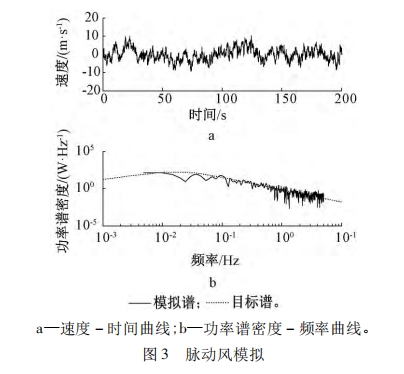 速度/(m·s⁻¹)
20
10
0
-10
-20
0 50 100 150 200
时间/s
a
功率谱密度/(W·Hz⁻¹)
10⁵
10⁰
10⁻⁵
10⁻³ 10⁻² 10⁻¹ 10⁰ 10⁻¹
频率/Hz
b
——模拟谱;┈┈目标谱。
a—速度–时间曲线;b—功率谱密度–频率曲线。
图 3 脉动风模拟